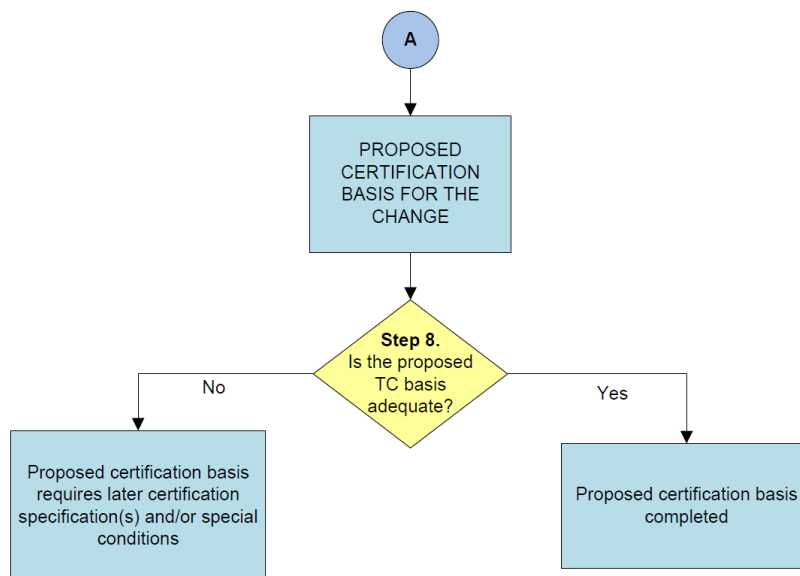 A
PROPOSED
CERTIFICATION
BASIS FOR THE
CHANGE
Step 8.
Is the proposed
TC basis
adequate?
No
Yes
Proposed certification basis
requires later certification
specification(s) and/or special
conditions
Proposed certification basis
completed